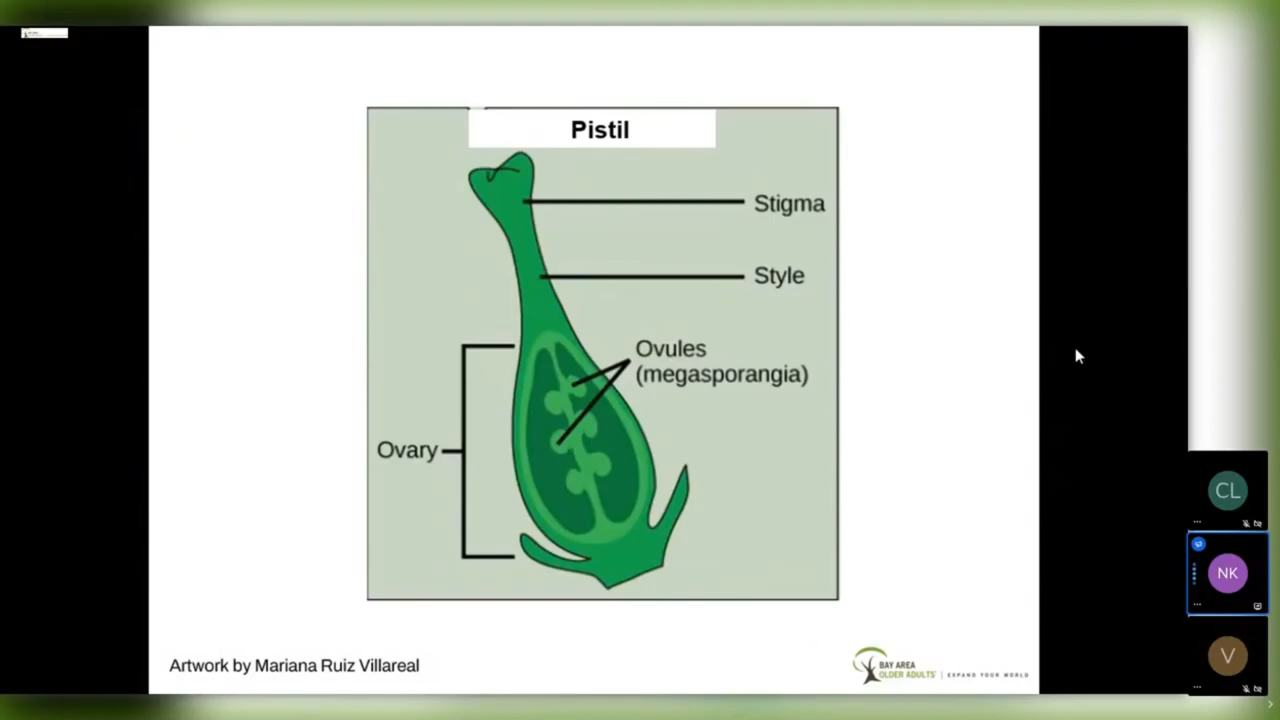 Pistil
Stigma
Style
Ovules
(megasporangia)
Ovary
Artwork by Mariana Ruiz Villareal
BAY AREA
OLDER ADULTS
EXPAND YOUR WORLD
CL
NK
V